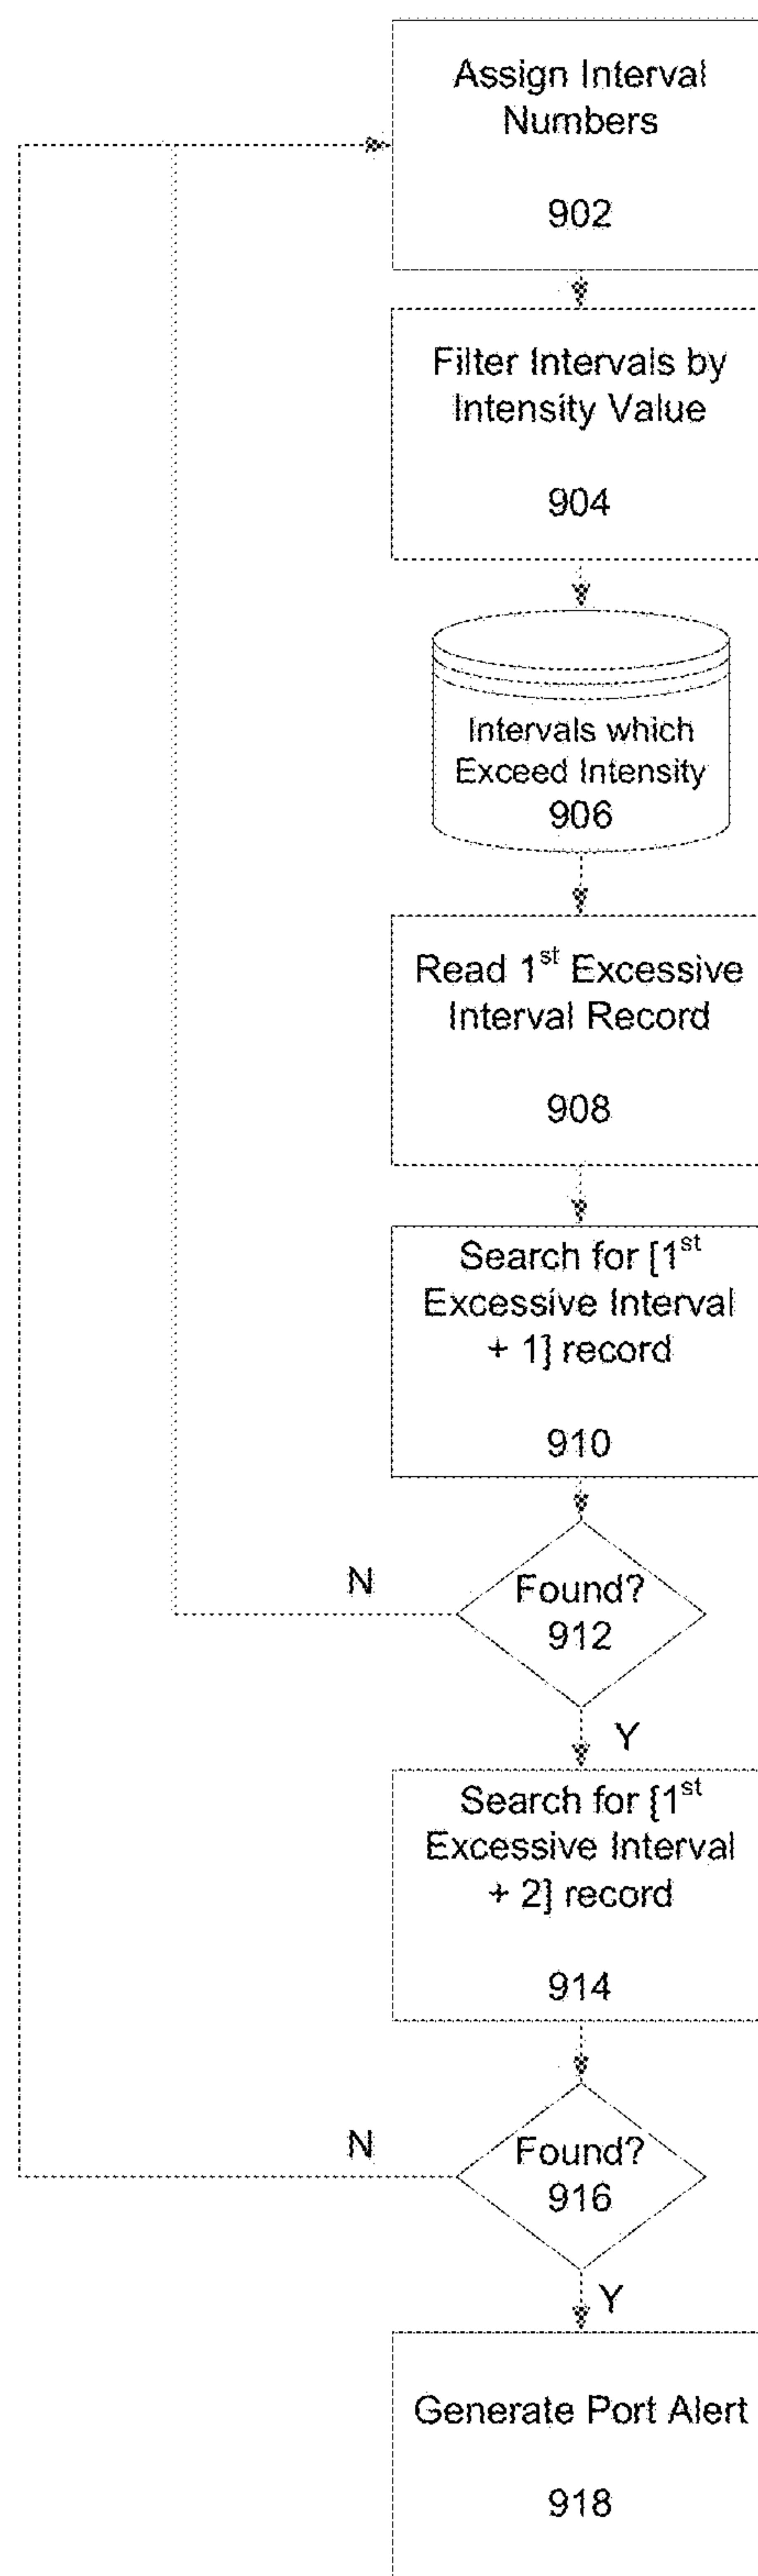 Assign Interval
Numbers
902
Filter Intervals by
Intensity Value
904
Intervals which
Exceed Intensity
906
Read 1st Excessive
Interval Record
908
Search for [1st
Excessive Interval
+ 1] record
910
N
Found?
912
Y
Search for [1st
Excessive Interval
+ 2] record
914
N
Found?
916
Y
Generate Port Alert
918